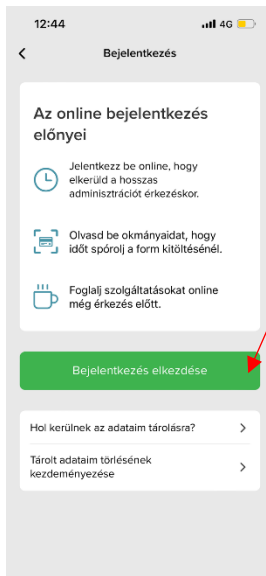 12:44
4G
Bejelentkezés
Az online bejelentkezés
előnyei
Jelentkezz be online, hogy
elkerüld a hosszas
adminisztrációt érkezéskor.
Olvasd be okmányaidat, hogy
időt spórolj a form kitöltésénél.
Foglalj szolgáltatásokat online
még érkezés előtt.
Bejelentkezés elkezdése
Hol kerülnek az adataim tárolásra?
Tárolt adataim törlésének
kezdeményezése